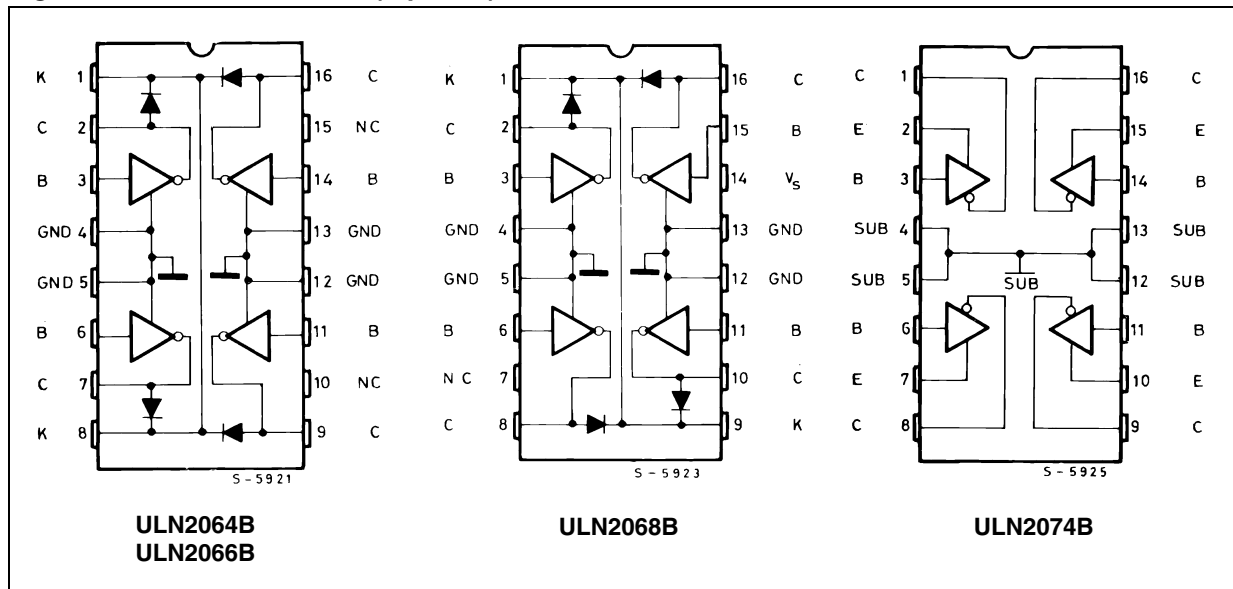 K 1 16 C
C 2 15 NC
B 3 14 B
GND 4 13 GND
GND 5 12 GND
B 6 11 B
C 7 10 NC
K 8 9 C
S-5921
ULN2064B
ULN2066B
K 1 16 C
C 2 15 B
B 3 14 VS
GND 4 13 GND
GND 5 12 GND
B 6 11 B
NC 7 10 C
C 8 9 K
S-5923
ULN2068B
C 1 16 C
E 2 15 E
B 3 14 B
SUB 4 13 SUB
SUB 5 SUB 12 SUB
B 6 11 B
E 7 10 E
C 8 9 C
S-5925
ULN2074B